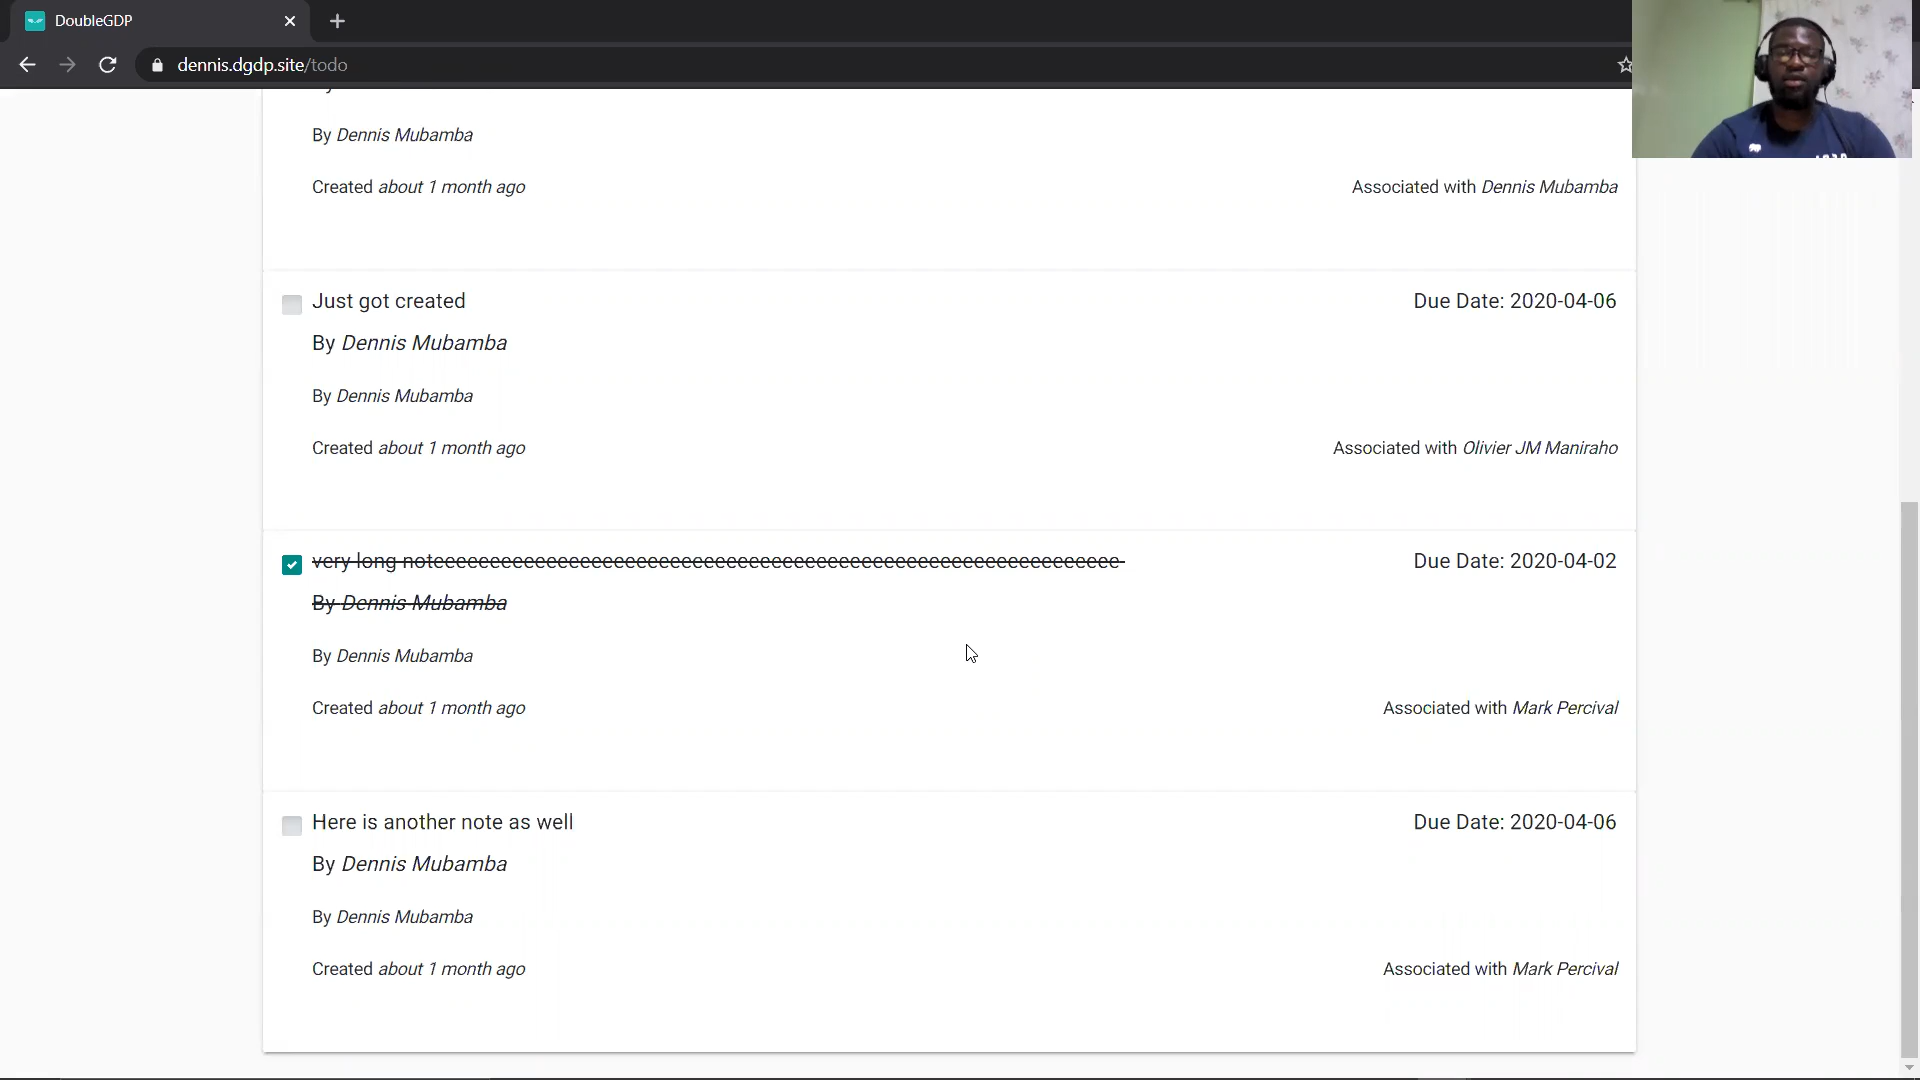 DoubleGDP
dennis.dgdp.site/todo
By Dennis Mubamba
Created about 1 month ago
Associated with Dennis Mubamba
Just got created
Due Date: 2020-04-06
By Dennis Mubamba
By Dennis Mubamba
Created about 1 month ago
Associated with Olivier JM Maniraho
very long noteeeeeeeeeeeeeeeeeeeeeeeeeeeeeeeeeeeeeeeeeeeeeeeeeeeeeeeeeeeeee
Due Date: 2020-04-02
By Dennis Mubamba
By Dennis Mubamba
Created about 1 month ago
Associated with Mark Percival
Here is another note as well
Due Date: 2020-04-06
By Dennis Mubamba
By Dennis Mubamba
Created about 1 month ago
Associated with Mark Percival